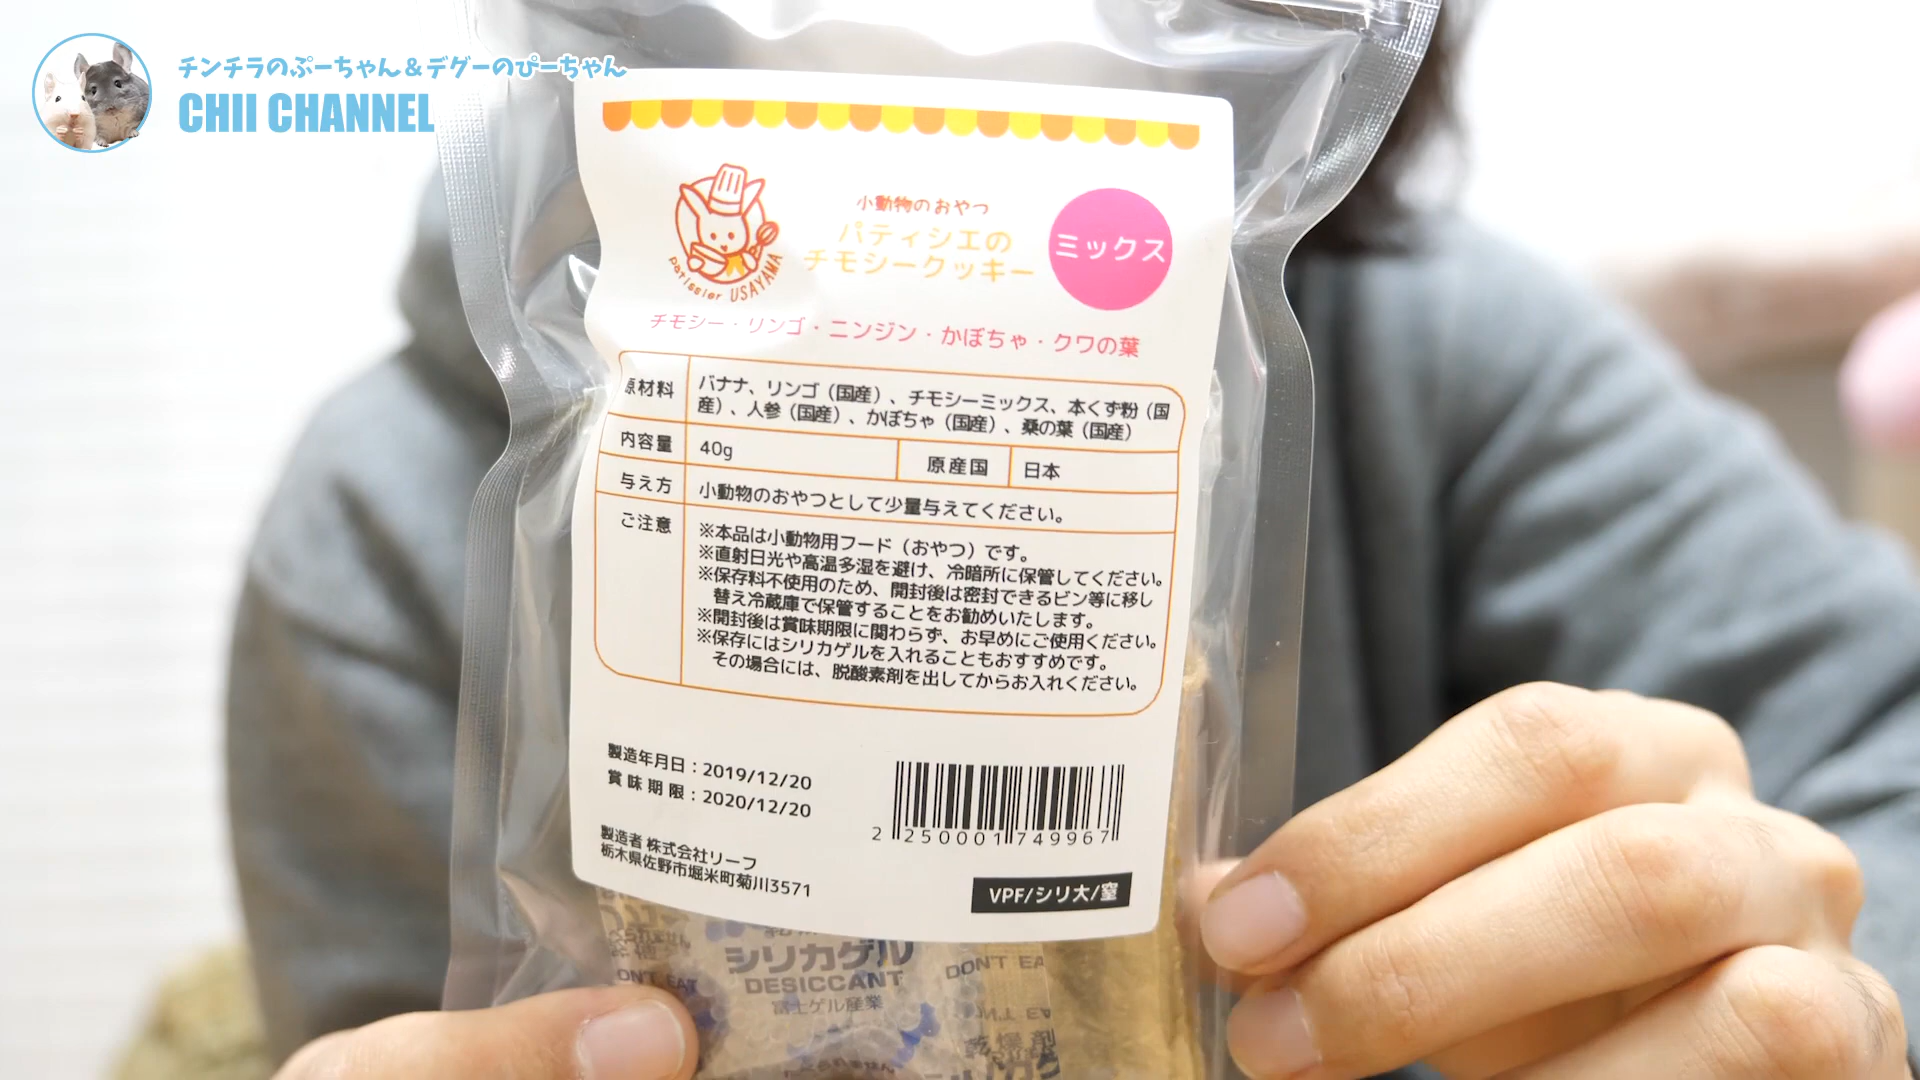 チンチラのぷーちゃん＆デグーのぴーちゃん
CHII CHANNEL
小動物のおやつ
パティシエの
チモシークッキー
ミックス
patissier USAYAMA
チモシー・リンゴ・ニンジン・かぼちゃ・クワの葉
原材料
バナナ、リンゴ（国産）、チモシーミックス、本くず粉（国
産）、人参（国産）、かぼちゃ（国産）、桑の葉（国産）
内容量
40g
原産国
日本
与え方
小動物のおやつとして少量与えてください。
ご注意
※本品は小動物用フード（おやつ）です。
※直射日光や高温多湿を避け、冷暗所に保管してください。
※保存料不使用のため、開封後は密封できるビン等に移し
替え冷蔵庫で保管することをお勧めいたします。
※開封後は賞味期限に関わらず、お早めにご使用ください。
※保存にはシリカゲルを入れることもおすすめです。
その場合には、脱酸素剤を出してからお入れください。
製造年月日：2019/12/20
賞味期限：2020/12/20
2 250001 749967
製造者 株式会社リーフ
栃木県佐野市堀米町菊川3571
VPF/シリ大/窒
シリカゲル
DESICCANT
富士ゲル産業
DON'T EAT
DON'T EA
乾燥剤